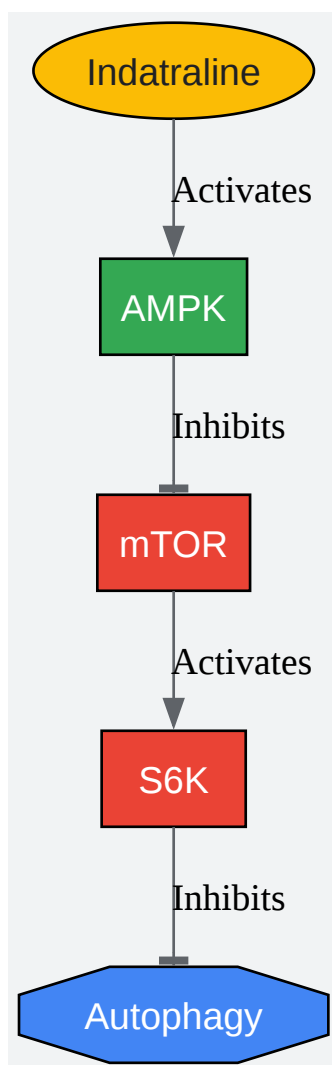 Indatraline
Activates
AMPK
Inhibits
mTOR
Activates
S6K
Inhibits
Autophagy